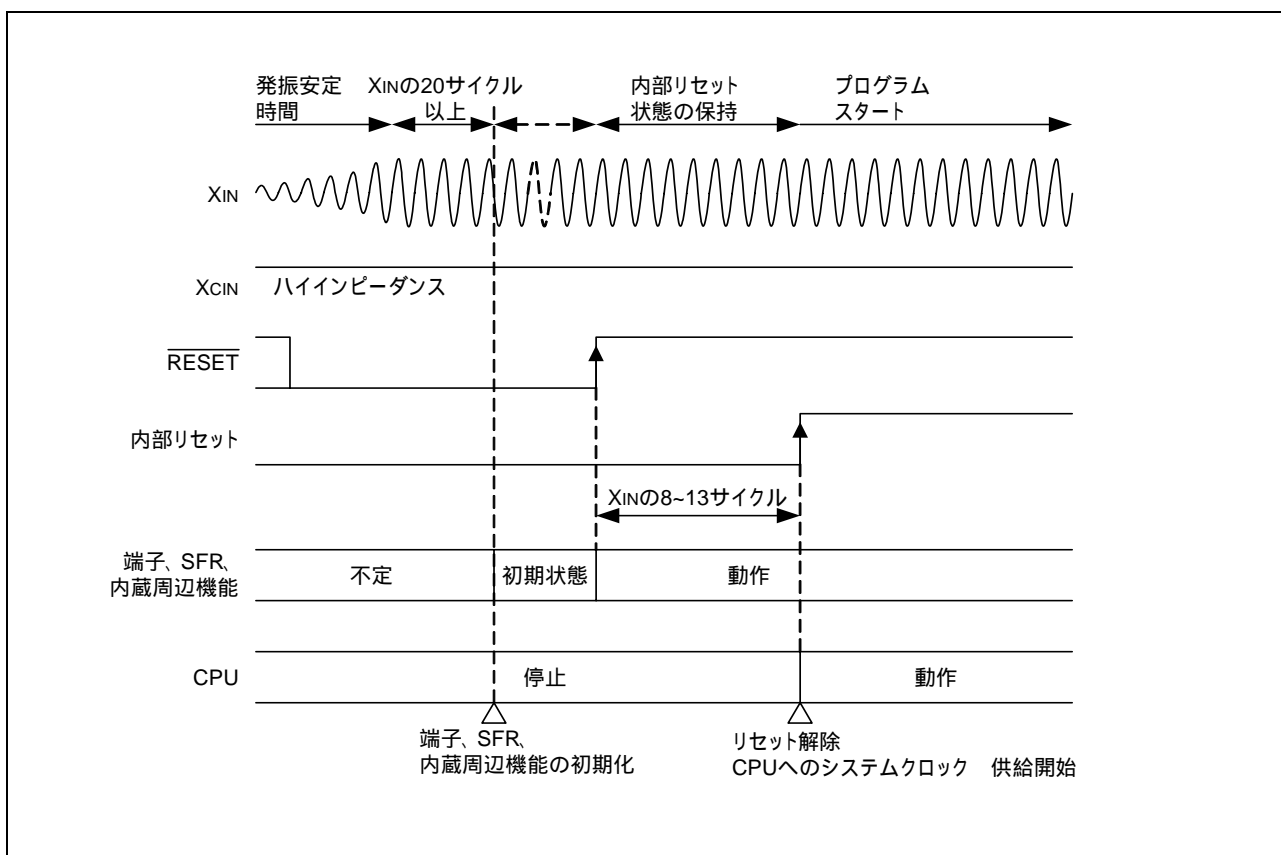 発振安定
時間
XINの20サイクル
以上
内部リセット
状態の保持
プログラム
スタート
XIN
XCIN
ハイインピーダンス
RESET
内部リセット
XINの8~13サイクル
端子、SFR、
内蔵周辺機能
不定
初期状態
動作
CPU
停止
動作
端子、SFR、
内蔵周辺機能の初期化
リセット解除
CPUへのシステムクロック 供給開始